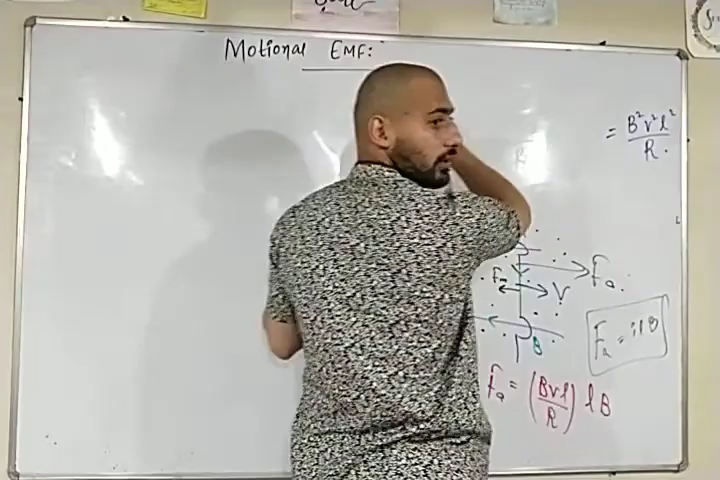 Motional EMF:
= B²v²l² / R.
Fa.
V
B
Fa = ilB
Fa = (Bvl / R) lB